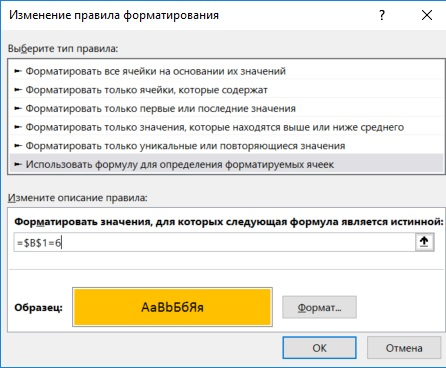 Изменение правила форматирования
?
Выберите тип правила:
► Форматировать все ячейки на основании их значений
► Форматировать только ячейки, которые содержат
► Форматировать только первые или последние значения
► Форматировать только значения, которые находятся выше или ниже среднего
► Форматировать только уникальные или повторяющиеся значения
► Использовать формулу для определения форматируемых ячеек
Измените описание правила:
Форматировать значения, для которых следующая формула является истинной:
=$B$1=6
Образец:
AaBbБбЯя
Формат...
ОК
Отмена